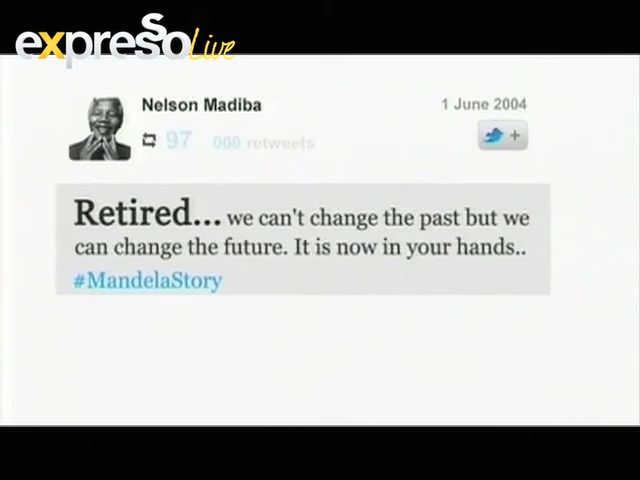 expresso Live
Nelson Madiba
1 June 2004
97 000 retweets
+
Retired... we can't change the past but we
can change the future. It is now in your hands..
#MandelaStory